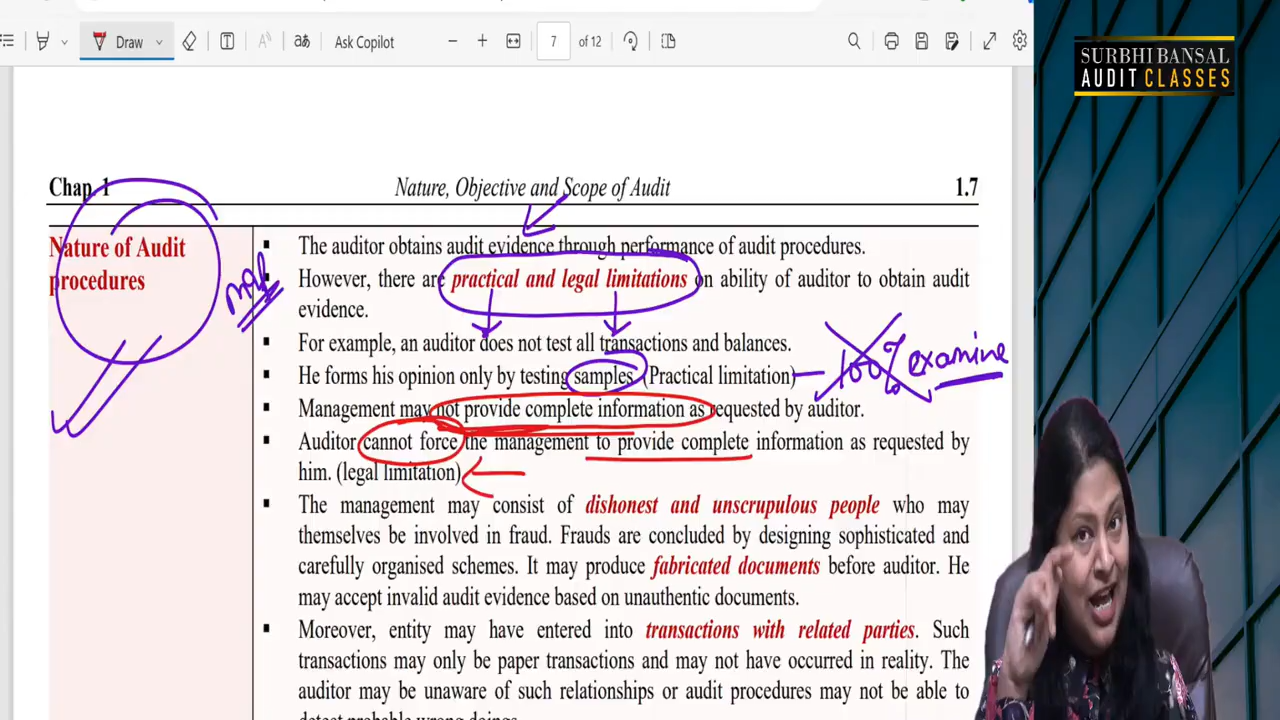 Draw
Ask Copilot
7
of 12
SURBHI BANSAL
AUDIT CLASSES
Chap. 1
Nature, Objective and Scope of Audit
1.7
Nature of Audit
procedures
▪ The auditor obtains audit evidence through performance of audit procedures.
▪ However, there are practical and legal limitations on ability of auditor to obtain audit
evidence.
▪ For example, an auditor does not test all transactions and balances.
▪ He forms his opinion only by testing samples. (Practical limitation)
100% examine
▪ Management may not provide complete information as requested by auditor.
▪ Auditor cannot force the management to provide complete information as requested by
him. (legal limitation)
▪ The management may consist of dishonest and unscrupulous people who may
themselves be involved in fraud. Frauds are concluded by designing sophisticated and
carefully organised schemes. It may produce fabricated documents before auditor. He
may accept invalid audit evidence based on unauthentic documents.
▪ Moreover, entity may have entered into transactions with related parties. Such
transactions may only be paper transactions and may not have occurred in reality. The
auditor may be unaware of such relationships or audit procedures may not be able to
detect probable wrong doings.